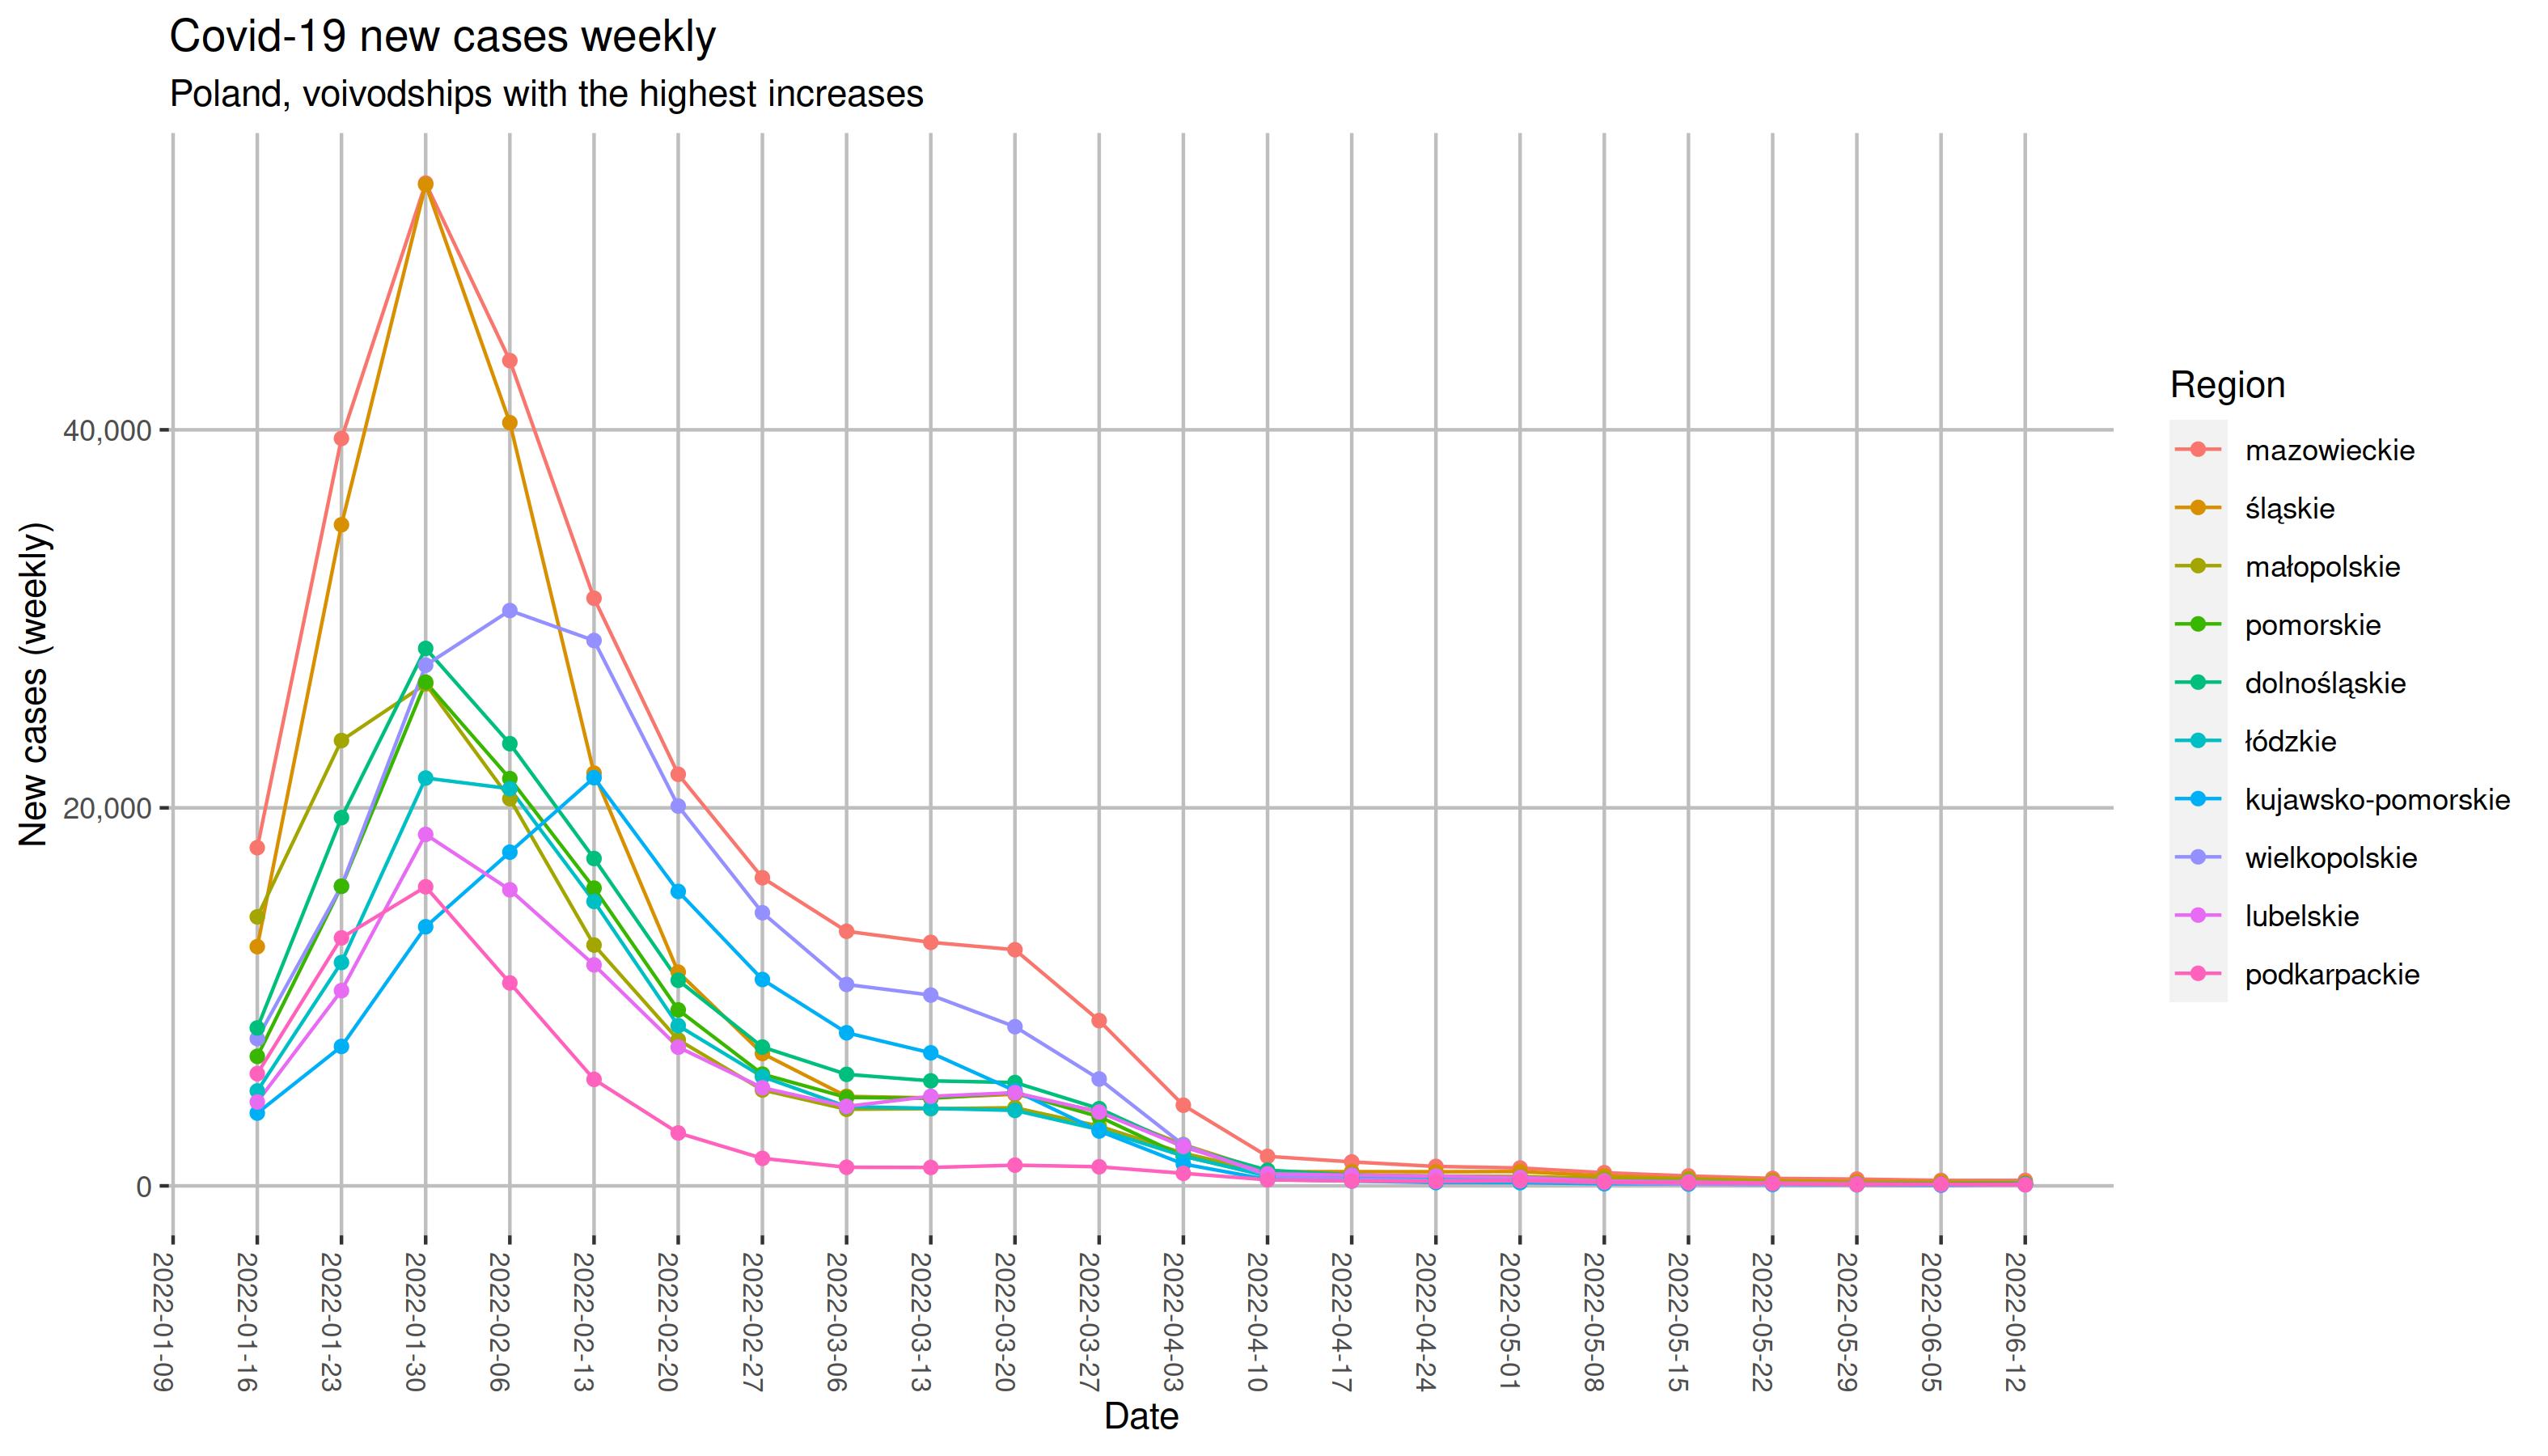 Covid-19 new cases weekly
Poland, voivodships with the highest increases
New cases (weekly)
40,000
20,000
0
2022-01-09
2022-01-16
2022-01-23
2022-01-30
2022-02-06
2022-02-13
2022-02-20
2022-02-27
2022-03-06
2022-03-13
2022-03-20
2022-03-27
2022-04-03
2022-04-10
2022-04-17
2022-04-24
2022-05-01
2022-05-08
2022-05-15
2022-05-22
2022-05-29
2022-06-05
2022-06-12
Date
Region
mazowieckie
śląskie
małopolskie
pomorskie
dolnośląskie
łódzkie
kujawsko-pomorskie
wielkopolskie
lubelskie
podkarpackie